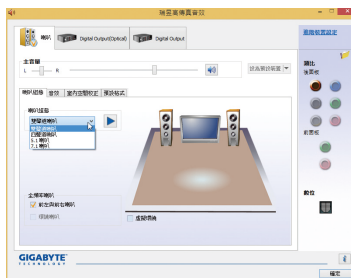 瑞昱高傳真音效
喇叭
Digital Output(Optical)
Digital Output
進階裝置設定
主音量
L
R
設為預設裝置
類比
後面板
喇叭組態
音效
室內空間校正
預設格式
喇叭組態
雙聲道喇叭
雙聲道喇叭
四聲道喇叭
5.1 喇叭
7.1 喇叭
前面板
全頻率喇叭
前左與前右喇叭
環繞喇叭
虛擬環繞
數位
GIGABYTE
TECHNOLOGY
確定